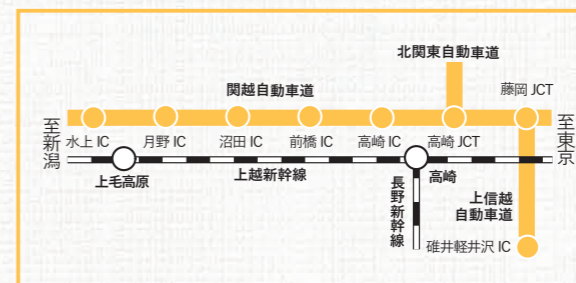 北関東自動車道
関越自動車道
藤岡 JCT
至新潟
水上 IC
月野 IC
沼田 IC
前橋 IC
高崎 IC
高崎 JCT
至東京
上毛高原
上越新幹線
高崎
長野新幹線
上信越
自動車道
碓井軽井沢 IC